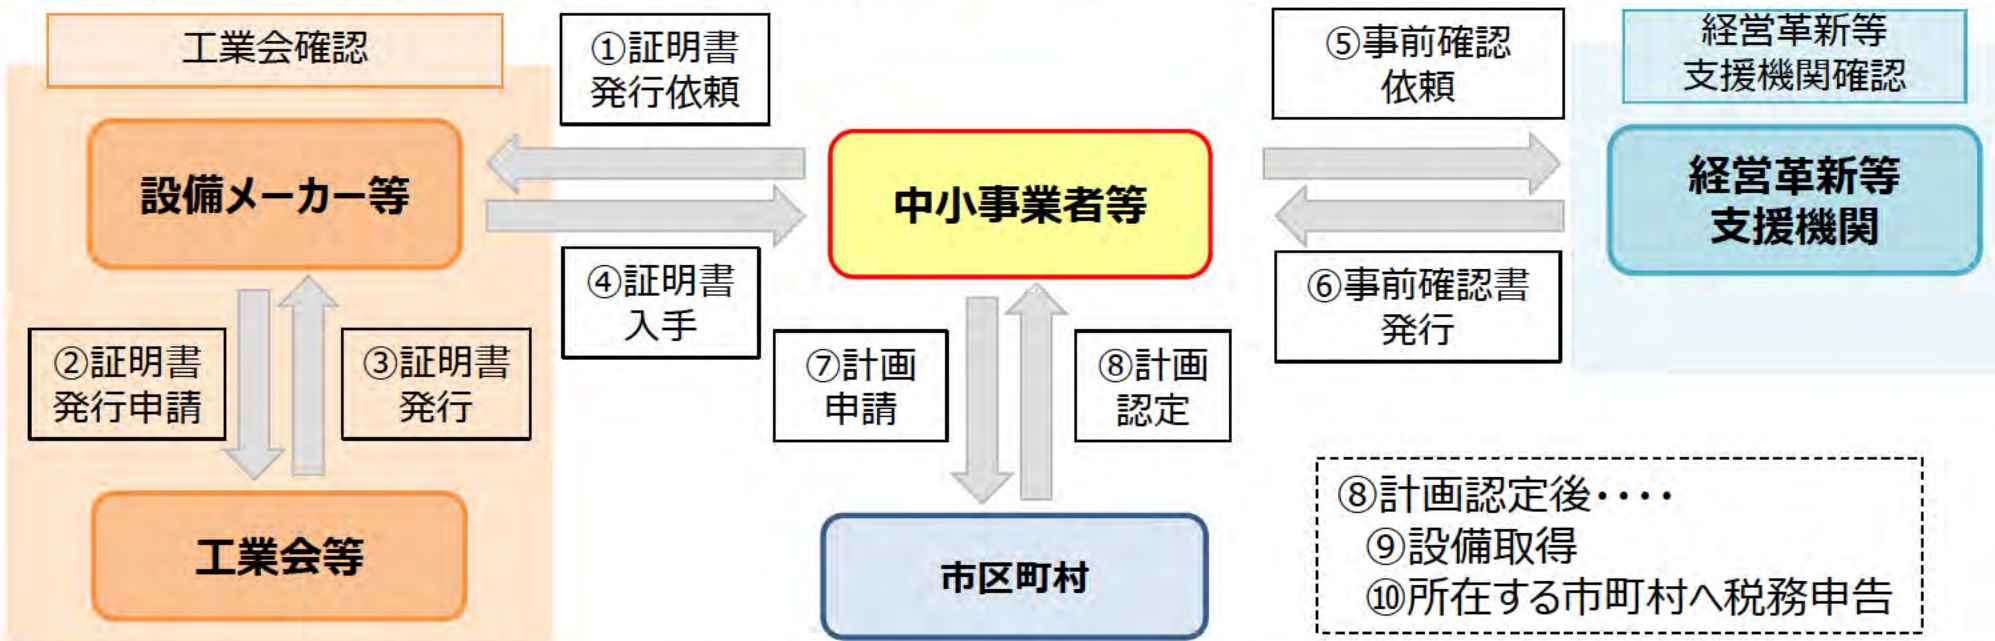 工業会確認
①証明書
発行依頼
⑤事前確認
依頼
経営革新等
支援機関確認
設備メーカー等
中小事業者等
経営革新等
支援機関
④証明書
入手
⑥事前確認書
発行
②証明書
発行申請
③証明書
発行
⑦計画
申請
⑧計画
認定
工業会等
市区町村
⑧計画認定後・・・・
⑨設備取得
⑩所在する市町村へ税務申告